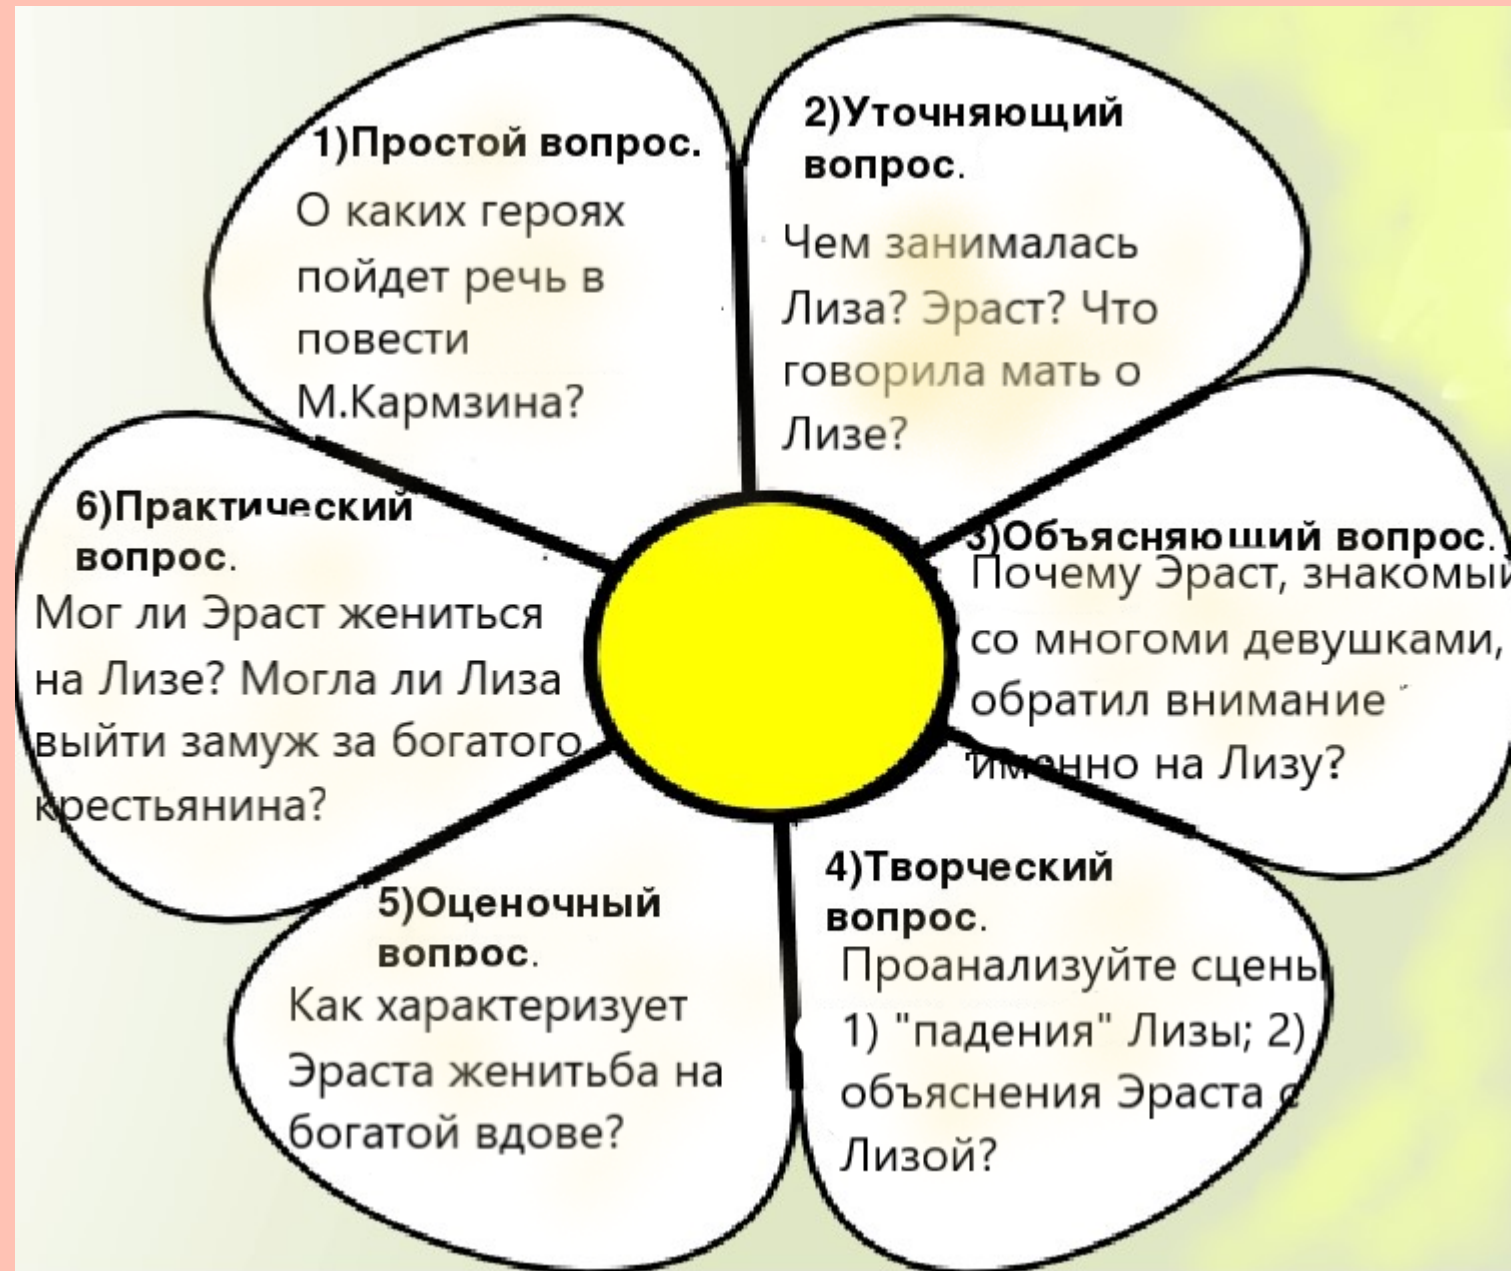 1)Простой вопрос.
О каких героях
пойдет речь в
повести
М.Кармзина?
2)Уточняющий
вопрос.
Чем занималась
Лиза? Эраст? Что
говорила мать о
Лизе?
3)Объясняющий вопрос.
Почему Эраст, знакомый
со многоми девушками,
обратил внимание
именно на Лизу?
4)Творческий
вопрос.
Проанализуйте сцены
1) "падения" Лизы; 2)
объяснения Эраста с
Лизой?
5)Оценочный
вопрос.
Как характеризует
Эраста женитьба на
богатой вдове?
6)Практический
вопрос.
Мог ли Эраст жениться
на Лизе? Могла ли Лиза
выйти замуж за богатого
крестьянина?